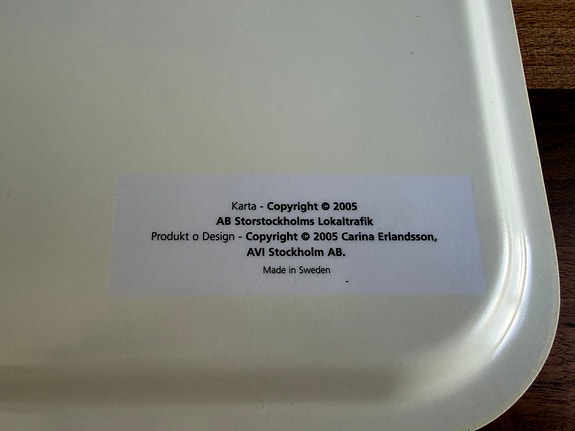 Karta - Copyright © 2005
AB Storstockholms Lokaltrafik
Produkt o Design - Copyright © 2005 Carina Erlandsson,
AVI Stockholm AB.
Made in Sweden